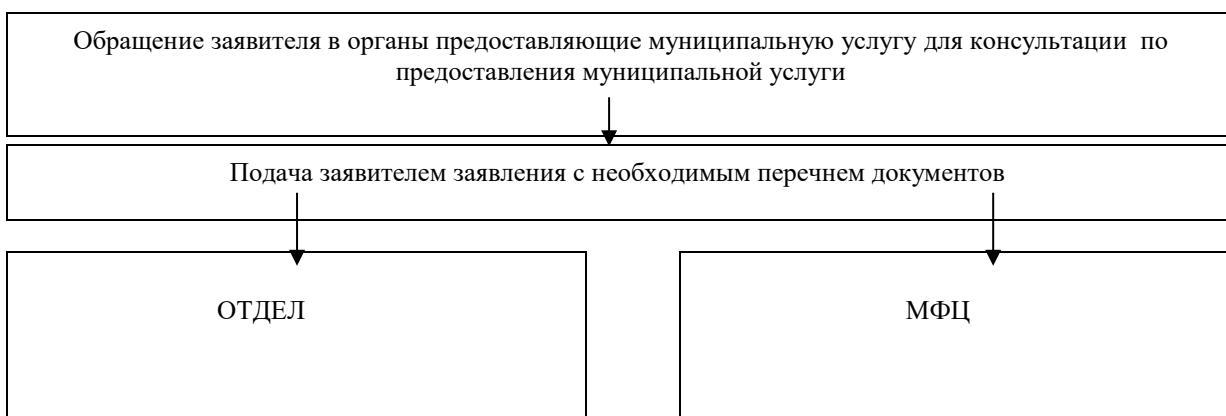 Обращение заявителя в органы предоставляющие муниципальную услугу для консультации по
предоставления муниципальной услуги
Подача заявителем заявления с необходимым перечнем документов
ОТДЕЛ
МФЦ